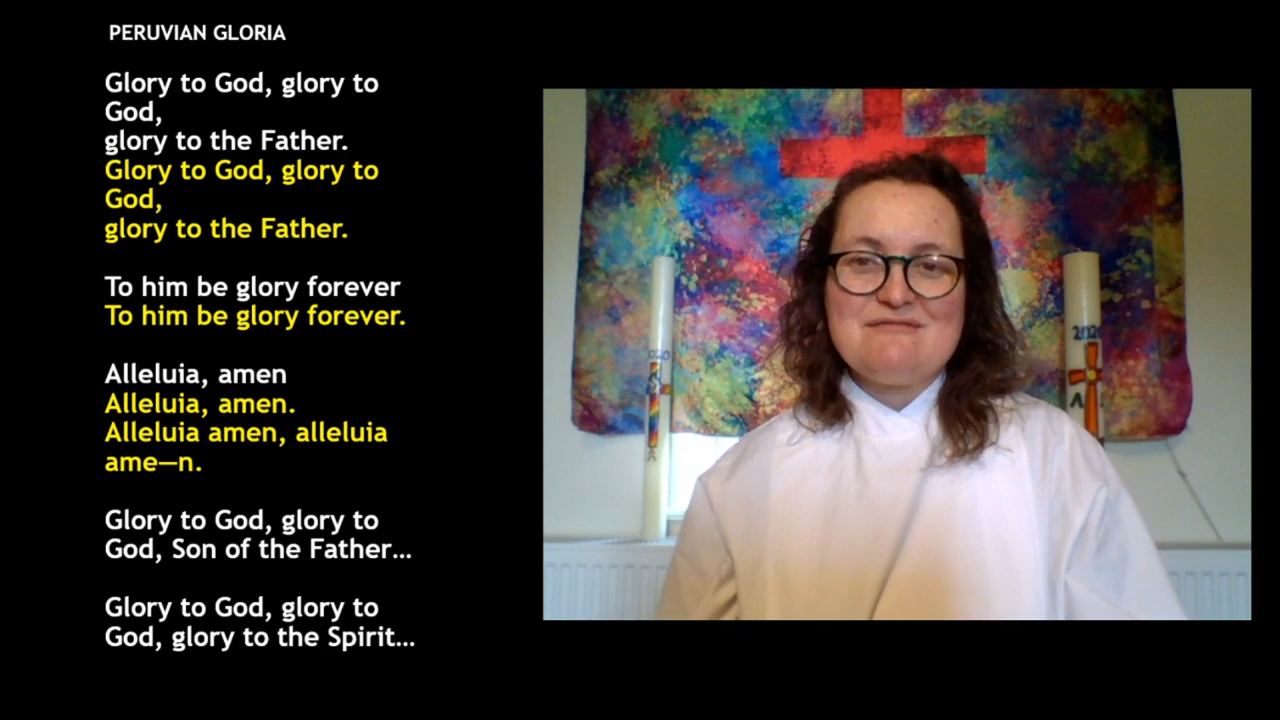 PERUVIAN GLORIA
Glory to God, glory to
God,
glory to the Father.
Glory to God, glory to
God,
glory to the Father.
To him be glory forever
To him be glory forever.
Alleluia, amen
Alleluia, amen.
Alleluia amen, alleluia
ame—n.
Glory to God, glory to
God, Son of the Father...
Glory to God, glory to
God, glory to the Spirit...
2020
Λ